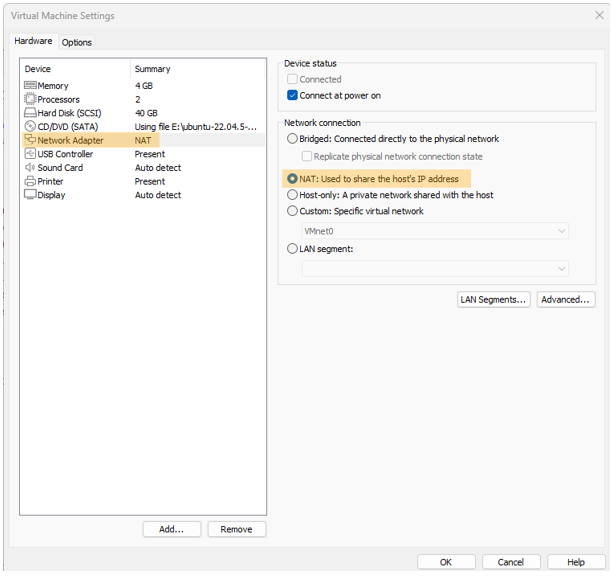 Virtual Machine Settings
Hardware Options
Device Summary
Memory 4 GB
Processors 2
Hard Disk (SCSI) 40 GB
CD/DVD (SATA) Using file E:\ubuntu-22.04.5-...
Network Adapter NAT
USB Controller Present
Sound Card Auto detect
Printer Present
Display Auto detect
Add... Remove
Device status
Connected
Connect at power on
Network connection
Bridged: Connected directly to the physical network
Replicate physical network connection state
NAT: Used to share the host's IP address
Host-only: A private network shared with the host
Custom: Specific virtual network
VMnet0
LAN segment:
LAN Segments... Advanced...
OK Cancel Help